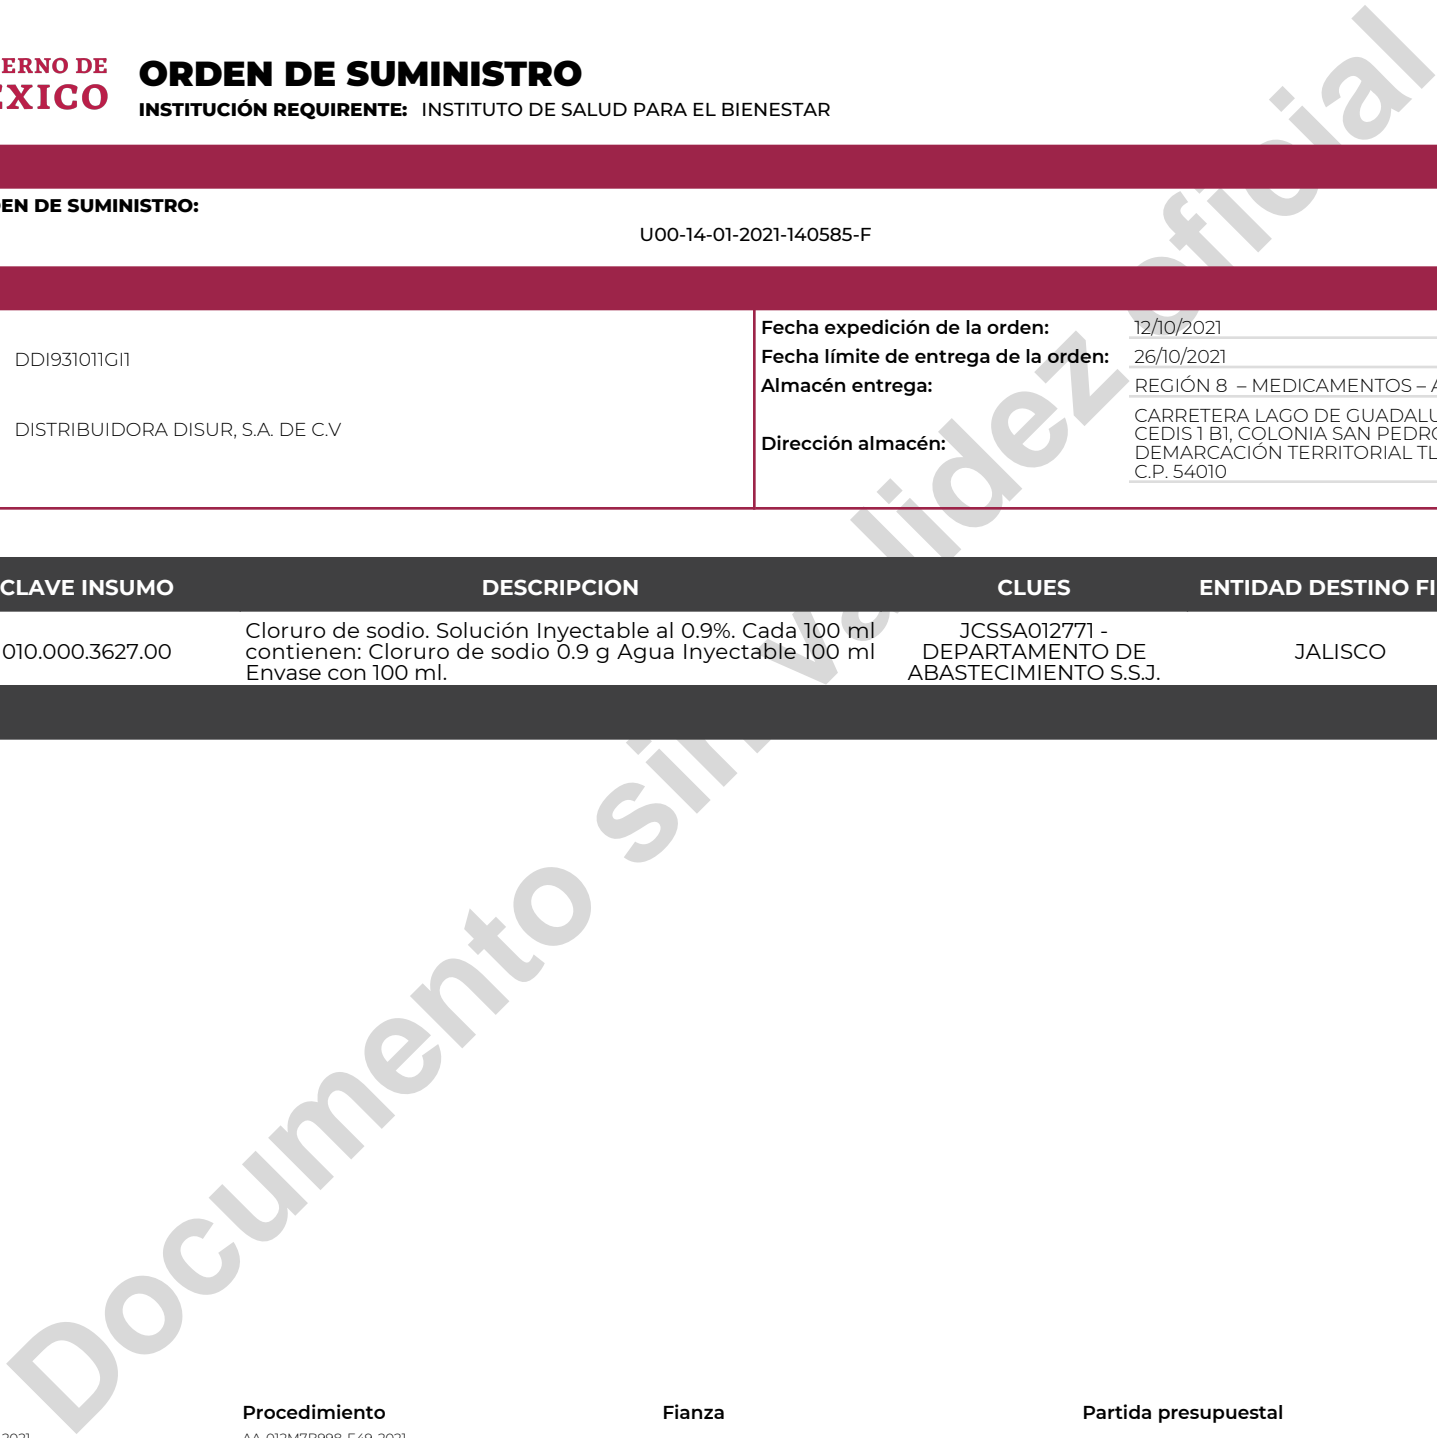 ERNO DE
ORDEN DE SUMINISTRO
INSTITUCIÓN REQUIRENTE: INSTITUTO DE SALUD PARA EL BIENESTAR
EN DE SUMINISTRO:
U00-14-01-2021-140585-F
DDI931011GI1
DISTRIBUIDORA DISUR, S.A. DE C.V
Fecha expedición de la orden: 12/10/2021
Fecha límite de entrega de la orden: 26/10/2021
Almacén entrega: REGIÓN 8 – MEDICAMENTOS – A
Dirección almacén:
CARRETERA LAGO DE GUADALU
CEDIS 1 B1, COLONIA SAN PEDRO
DEMARCACIÓN TERRITORIAL TL
C.P. 54010
CLAVE INSUMO DESCRIPCION CLUES ENTIDAD DESTINO FI
010.000.3627.00
Cloruro de sodio. Solución Inyectable al 0.9%. Cada 100 ml
contienen: Cloruro de sodio 0.9 g Agua Inyectable 100 ml
Envase con 100 ml.
JCSSA012771 -
DEPARTAMENTO DE
ABASTECIMIENTO S.S.J.
JALISCO
Documento sin validez oficial
Procedimiento Fianza Partida presupuestal